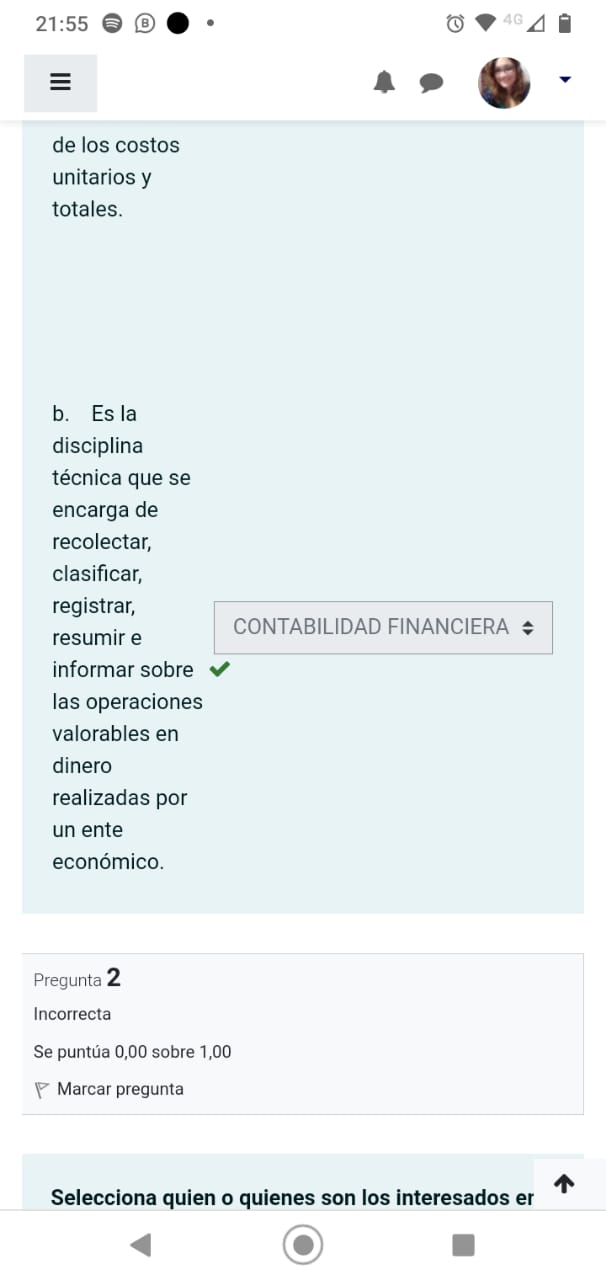 21:55
4G
de los costos
unitarios y
totales.
b. Es la
disciplina
técnica que se
encarga de
recolectar,
clasificar,
registrar,
resumir e
informar sobre
las operaciones
valorables en
dinero
realizadas por
un ente
económico.
CONTABILIDAD FINANCIERA
Pregunta 2
Incorrecta
Se puntúa 0,00 sobre 1,00
Marcar pregunta
Selecciona quien o quienes son los interesados en